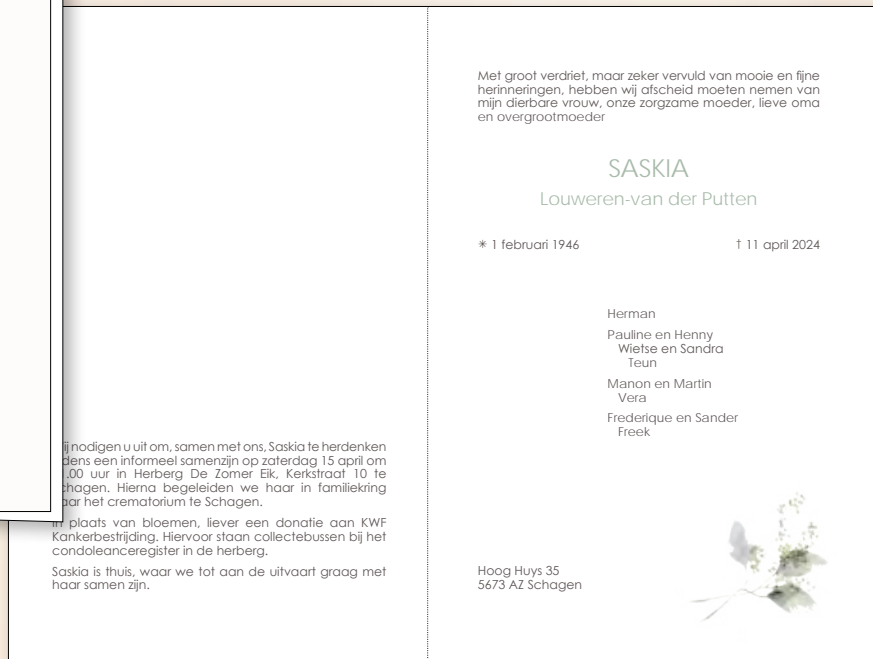 nodigen u uit om, samen met ons, Saskia te herdenken
een informeel samenzijn op zaterdag 15 april om
uur in Herberg De Zomer Eik, Kerkstraat 10 te
Hierna begeleiden we haar in familiekring
het crematorium te Schagen.
plaats van bloemen, liever een donatie aan KWF
Kankerbestrijding. Hiervoor staan collectebussen bij het
condoleanceregister in de herberg.
Saskia is thuis, waar we tot aan de uitvaart graag met
haar samen zijn.
Met groot verdriet, maar zeker vervuld van mooie en fijne
herinneringen, hebben wij afscheid moeten nemen van
mijn dierbare vrouw, onze zorgzame moeder, lieve oma
en overgrootmoeder
SASKIA
Louweren-van der Putten
✴ 1 februari 1946 † 11 april 2024
Herman
Pauline en Henny
Wietse en Sandra
Teun
Manon en Martin
Vera
Frederique en Sander
Freek
Hoog Huys 35
5673 AZ Schagen